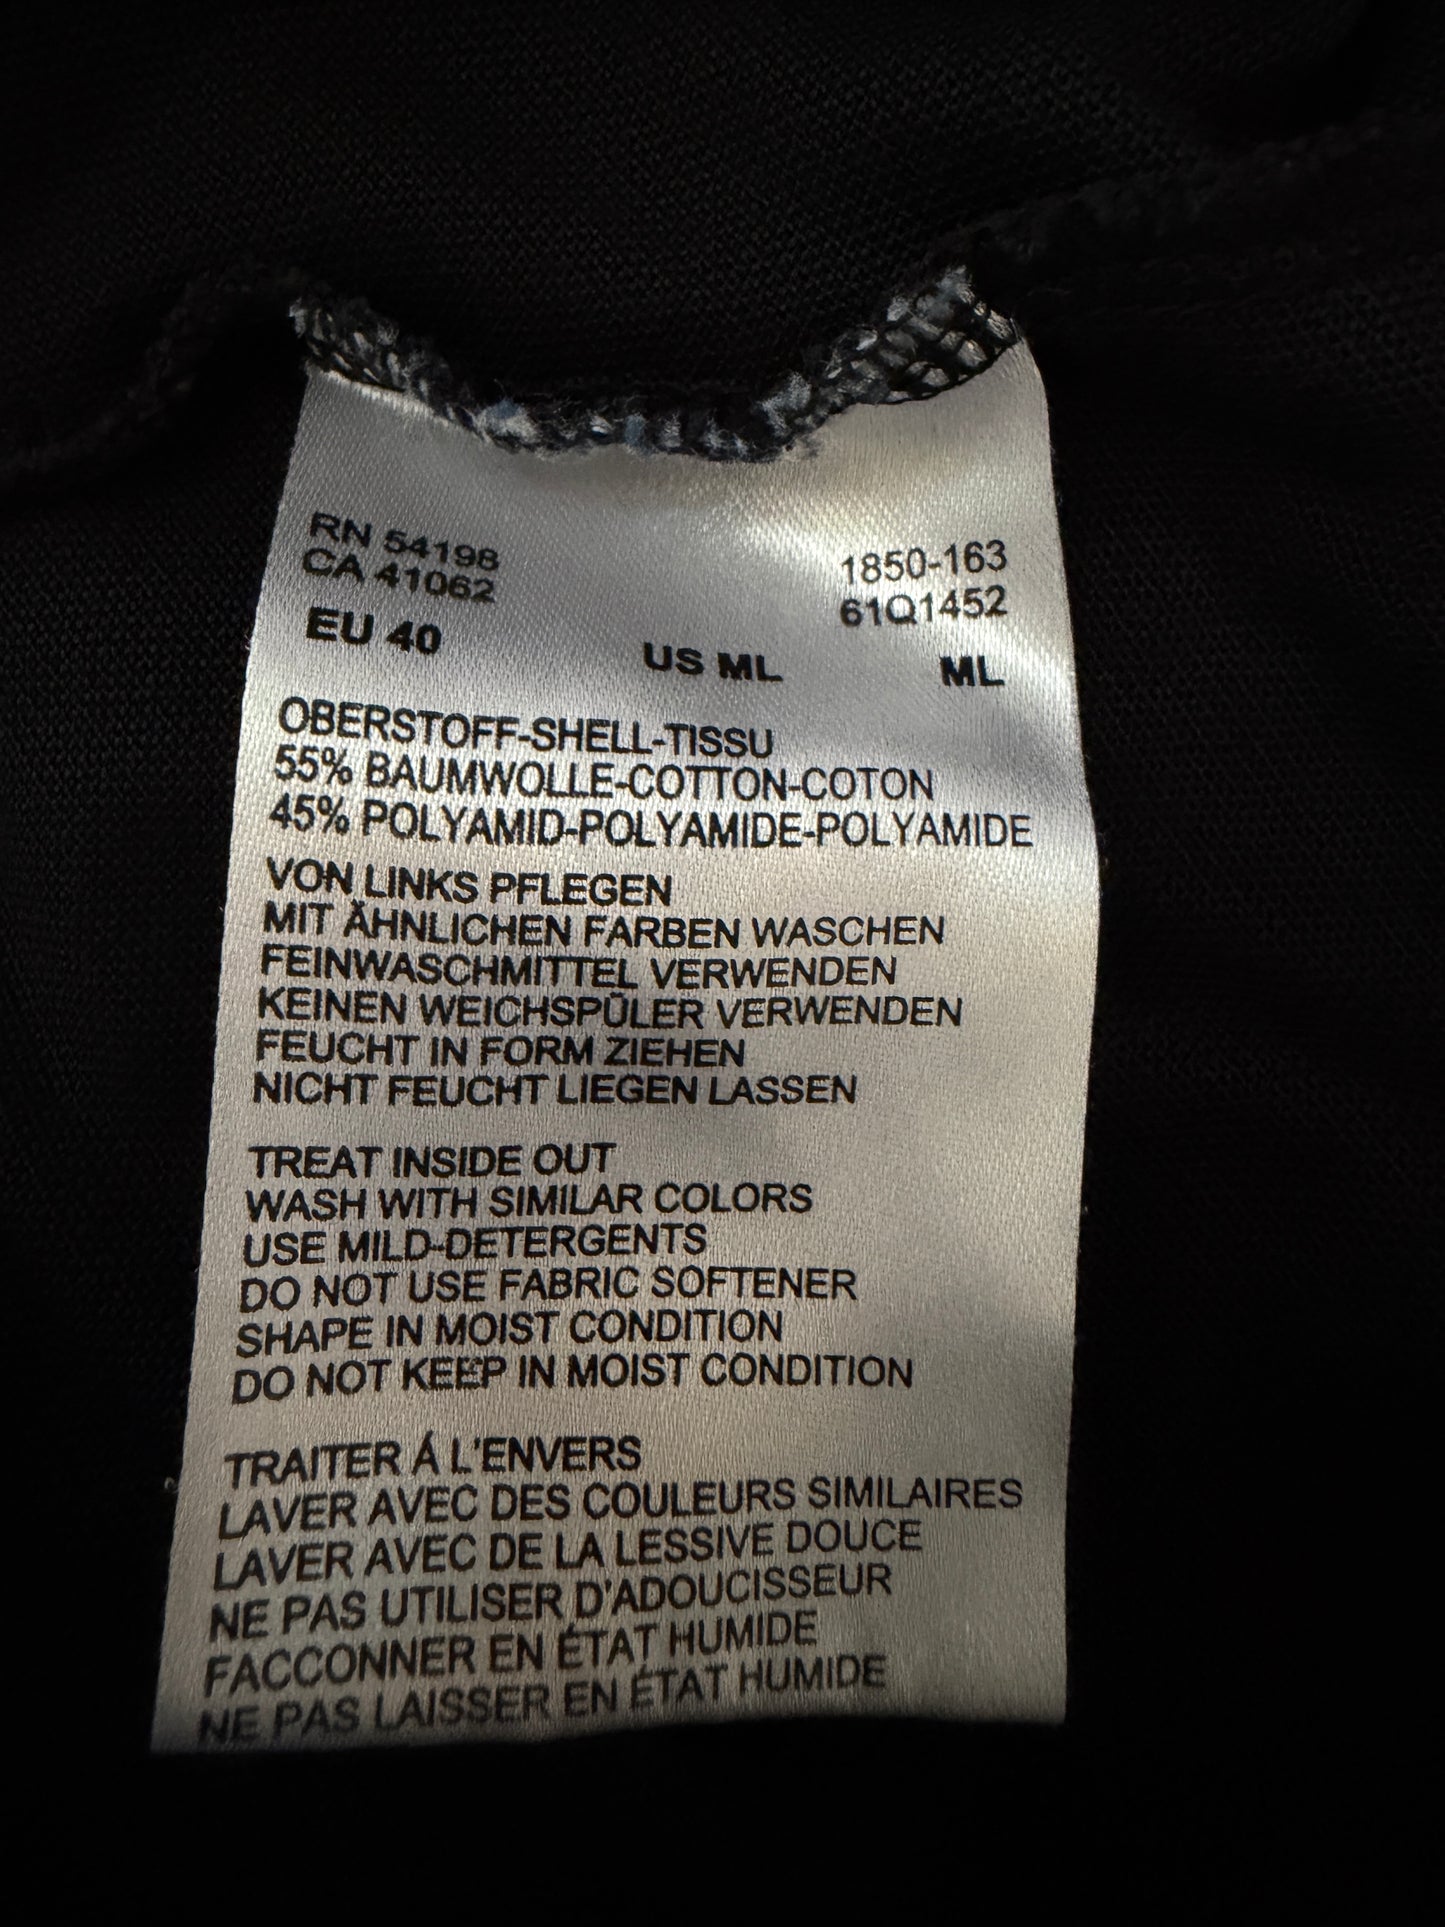 RN 54198
CA 41062
1850-163
61Q1452
EU 40 US ML ML
OBERSTOFF-SHELL-TISSU
55% BAUMWOLLE-COTTON-COTON
45% POLYAMID-POLYAMIDE-POLYAMIDE
VON LINKS PFLEGEN
MIT ÄHNLICHEN FARBEN WASCHEN
FEINWASCHMITTEL VERWENDEN
KEINEN WEICHSPÜLER VERWENDEN
FEUCHT IN FORM ZIEHEN
NICHT FEUCHT LIEGEN LASSEN
TREAT INSIDE OUT
WASH WITH SIMILAR COLORS
USE MILD-DETERGENTS
DO NOT USE FABRIC SOFTENER
SHAPE IN MOIST CONDITION
DO NOT KEEP IN MOIST CONDITION
TRAITER Á L'ENVERS
LAVER AVEC DES COULEURS SIMILAIRES
LAVER AVEC DE LA LESSIVE DOUCE
NE PAS UTILISER D'ADOUCISSEUR
FACCONNER EN ÉTAT HUMIDE
NE PAS LAISSER EN ÉTAT HUMIDE